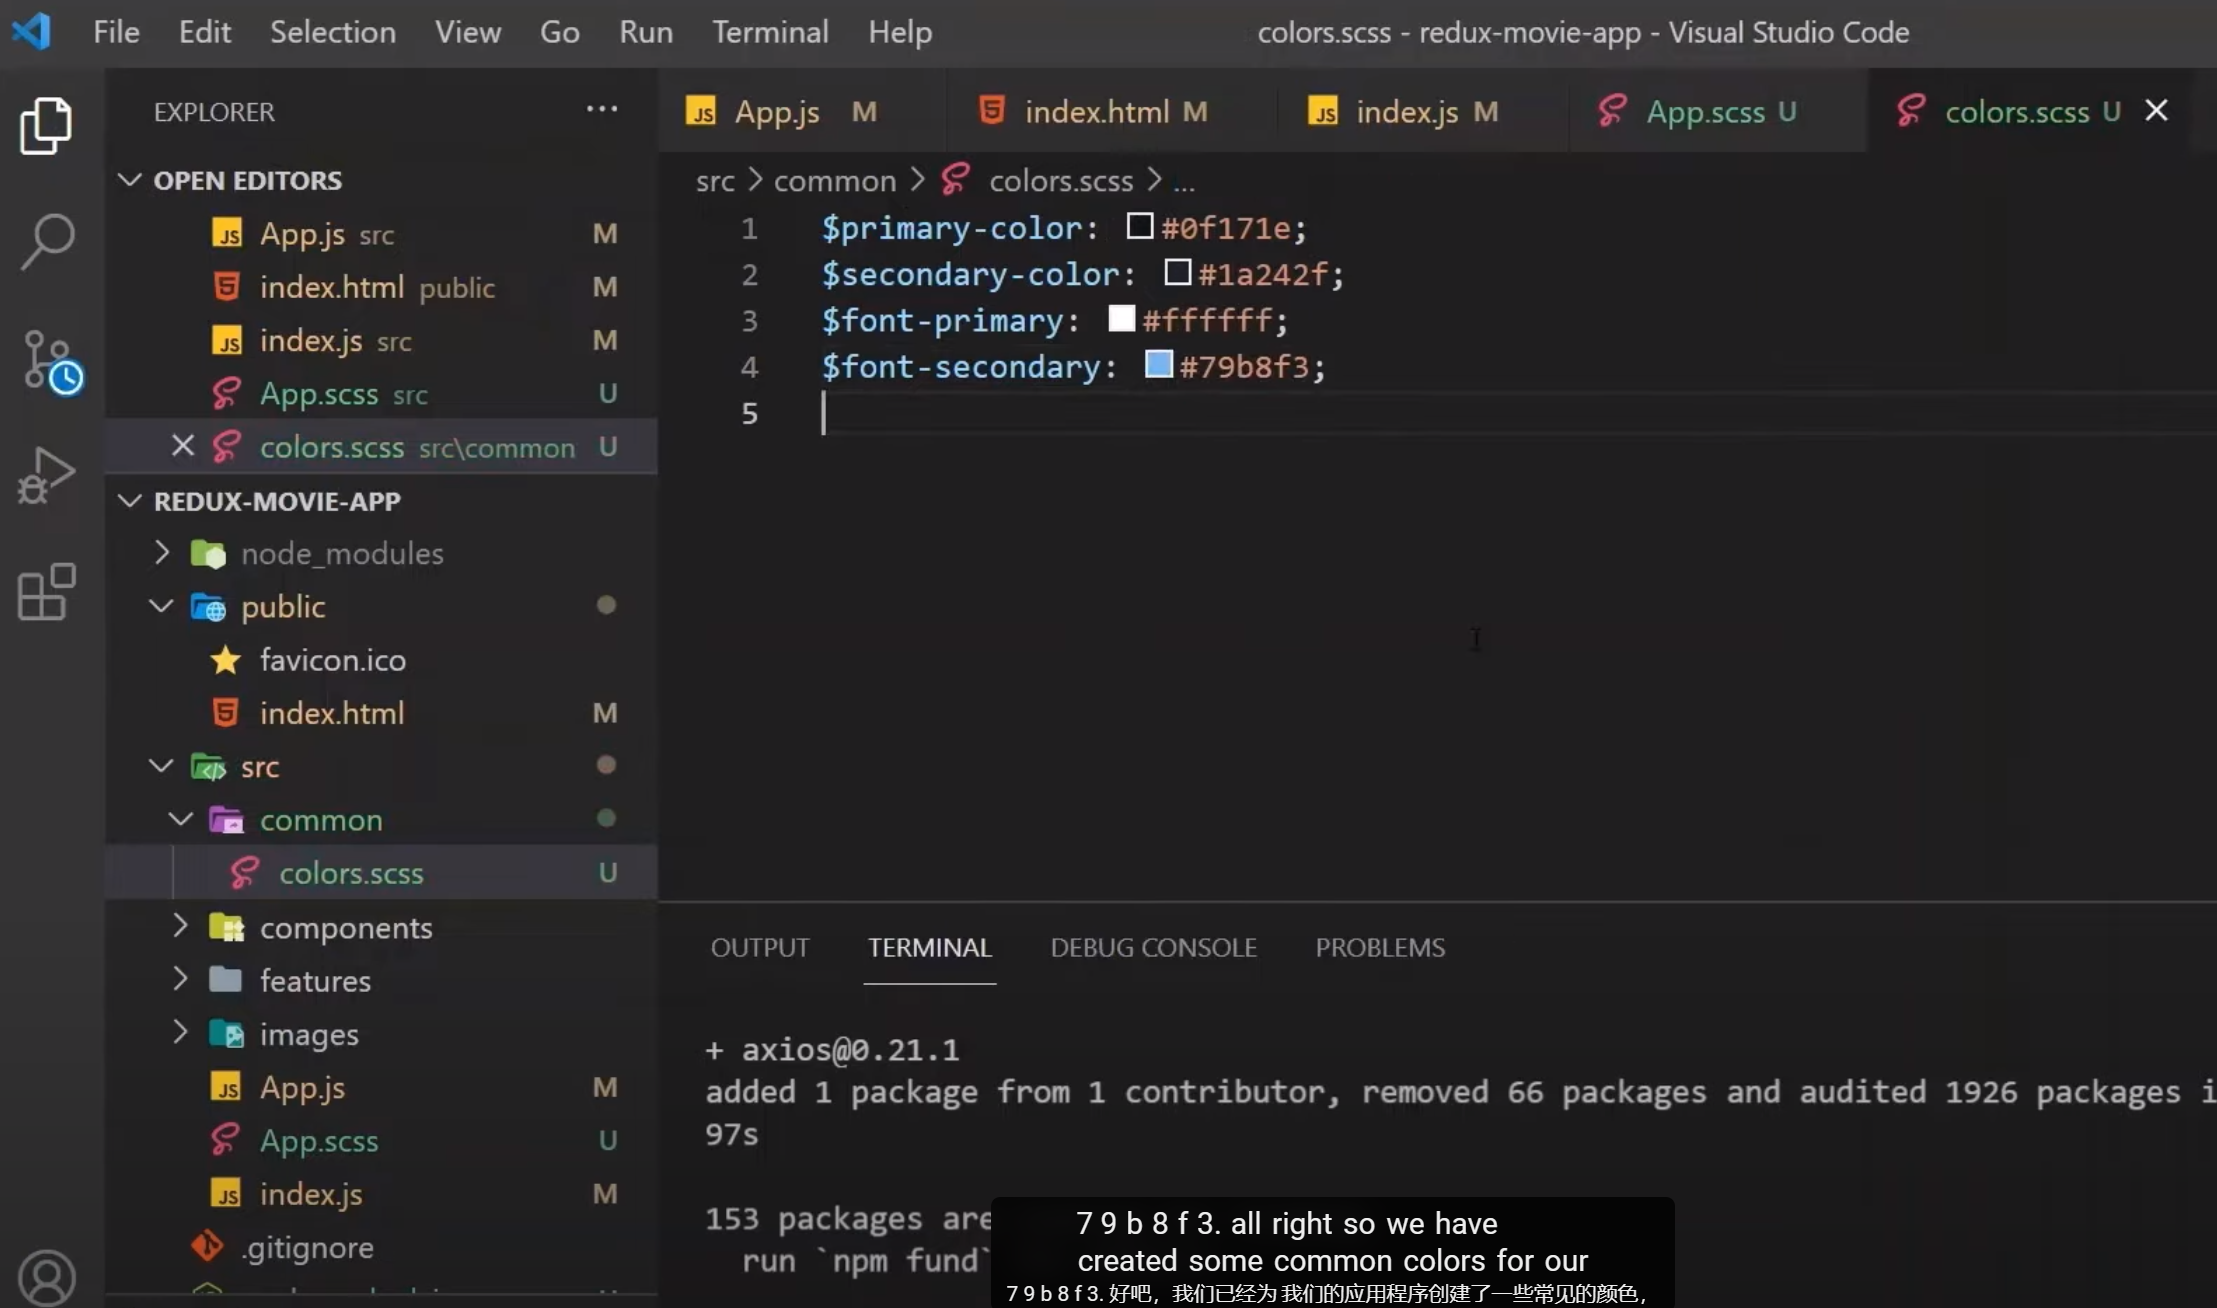 File Edit Selection View Go Run Terminal Help colors.scss - redux-movie-app - Visual Studio Code
EXPLORER ...
OPEN EDITORS
App.js src M
index.html public M
index.js src M
App.scss src U
colors.scss src\common U
REDUX-MOVIE-APP
node_modules
public
favicon.ico
index.html M
src
common
colors.scss U
components
features
images
App.js M
App.scss U
index.js M
.gitignore
App.js M index.html M index.js M App.scss U colors.scss U
src > common > colors.scss > ...
1 $primary-color: #0f171e;
2 $secondary-color: #1a242f;
3 $font-primary: #ffffff;
4 $font-secondary: #79b8f3;
5
OUTPUT TERMINAL DEBUG CONSOLE PROBLEMS
+ axios@0.21.1
added 1 package from 1 contributor, removed 66 packages and audited 1926 packages i
97s
153 packages are
run `npm fund`
7 9 b 8 f 3. all right so we have
created some common colors for our
7 9 b 8 f 3. 好吧，我们已经为 我们的应用程序创建了一些常见的颜色，